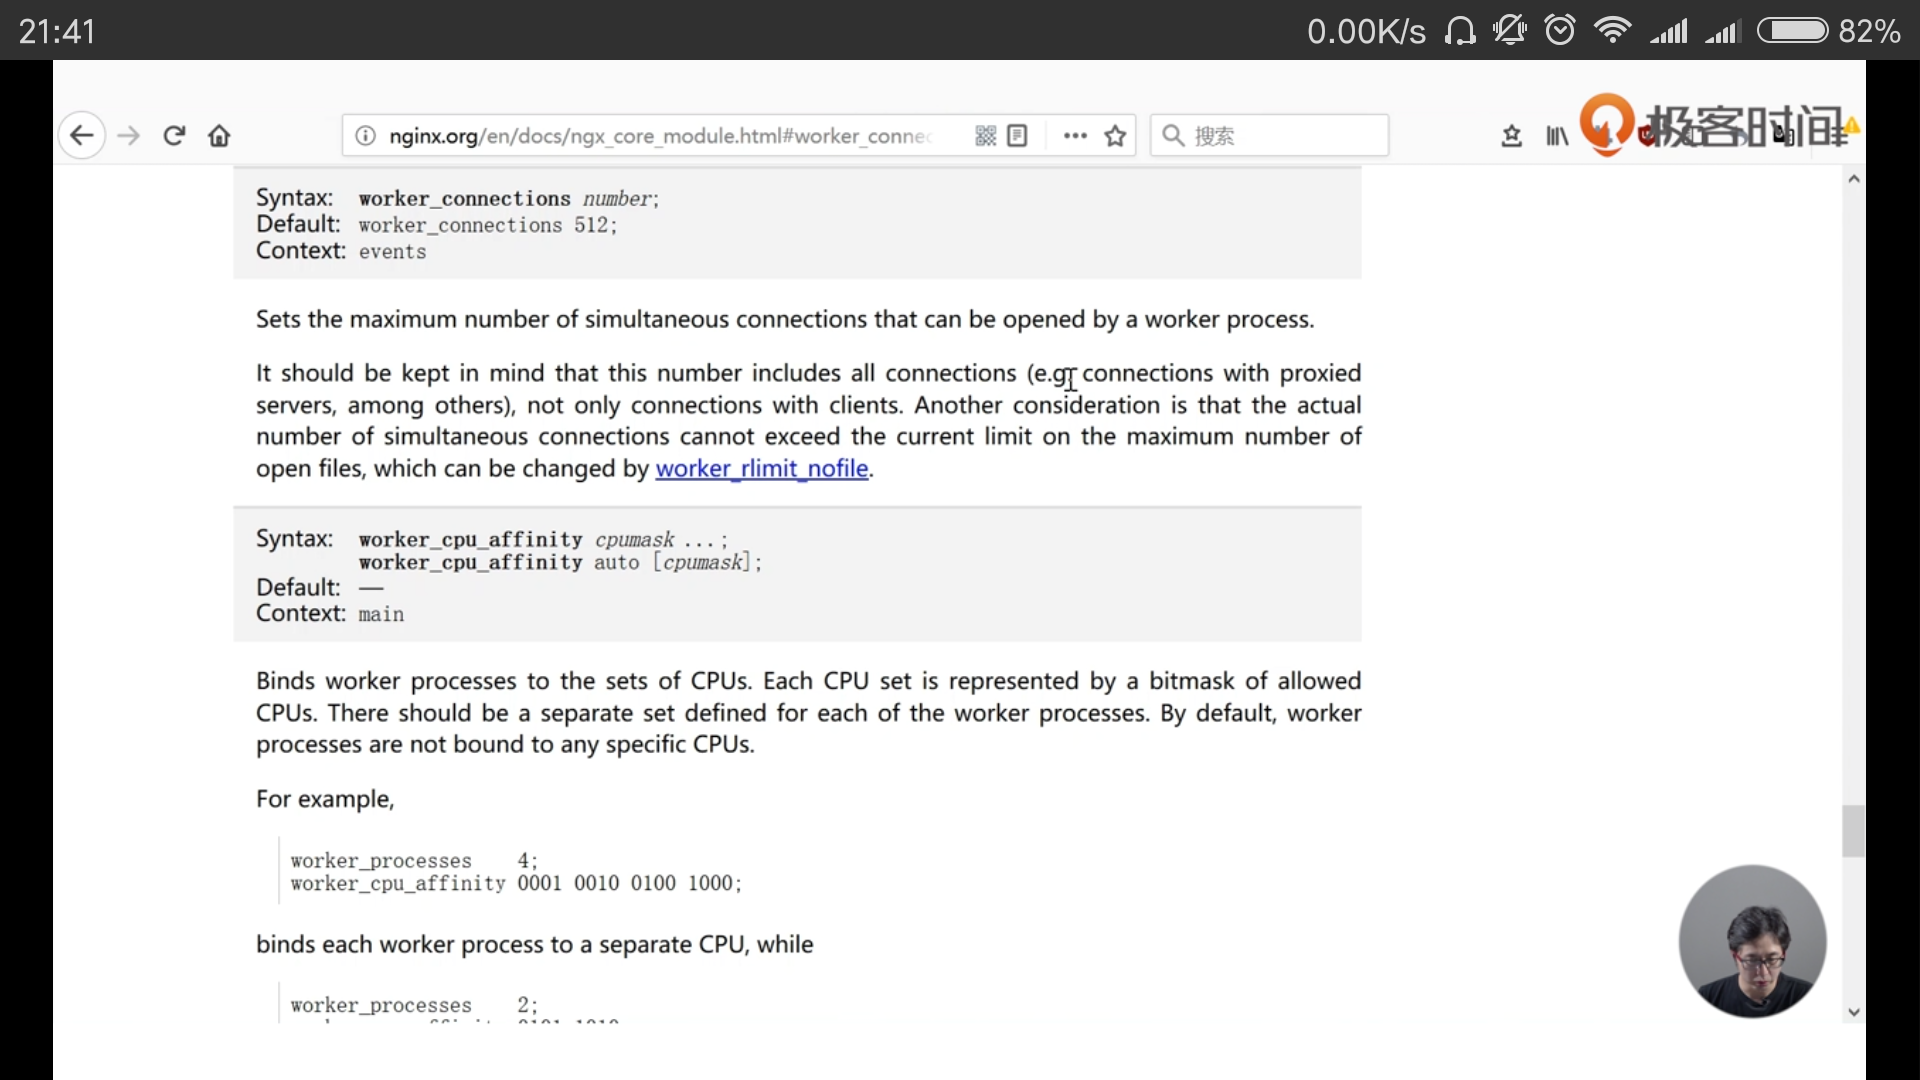 21:41
0.00K/s
82%
nginx.org/en/docs/ngx_core_module.html#worker_connec
搜索
极客时间
Syntax: worker_connections number;
Default: worker_connections 512;
Context: events
Sets the maximum number of simultaneous connections that can be opened by a worker process.
It should be kept in mind that this number includes all connections (e.g. connections with proxied
servers, among others), not only connections with clients. Another consideration is that the actual
number of simultaneous connections cannot exceed the current limit on the maximum number of
open files, which can be changed by worker_rlimit_nofile.
Syntax: worker_cpu_affinity cpumask ...;
worker_cpu_affinity auto [cpumask];
Default: —
Context: main
Binds worker processes to the sets of CPUs. Each CPU set is represented by a bitmask of allowed
CPUs. There should be a separate set defined for each of the worker processes. By default, worker
processes are not bound to any specific CPUs.
For example,
worker_processes 4;
worker_cpu_affinity 0001 0010 0100 1000;
binds each worker process to a separate CPU, while
worker_processes 2;